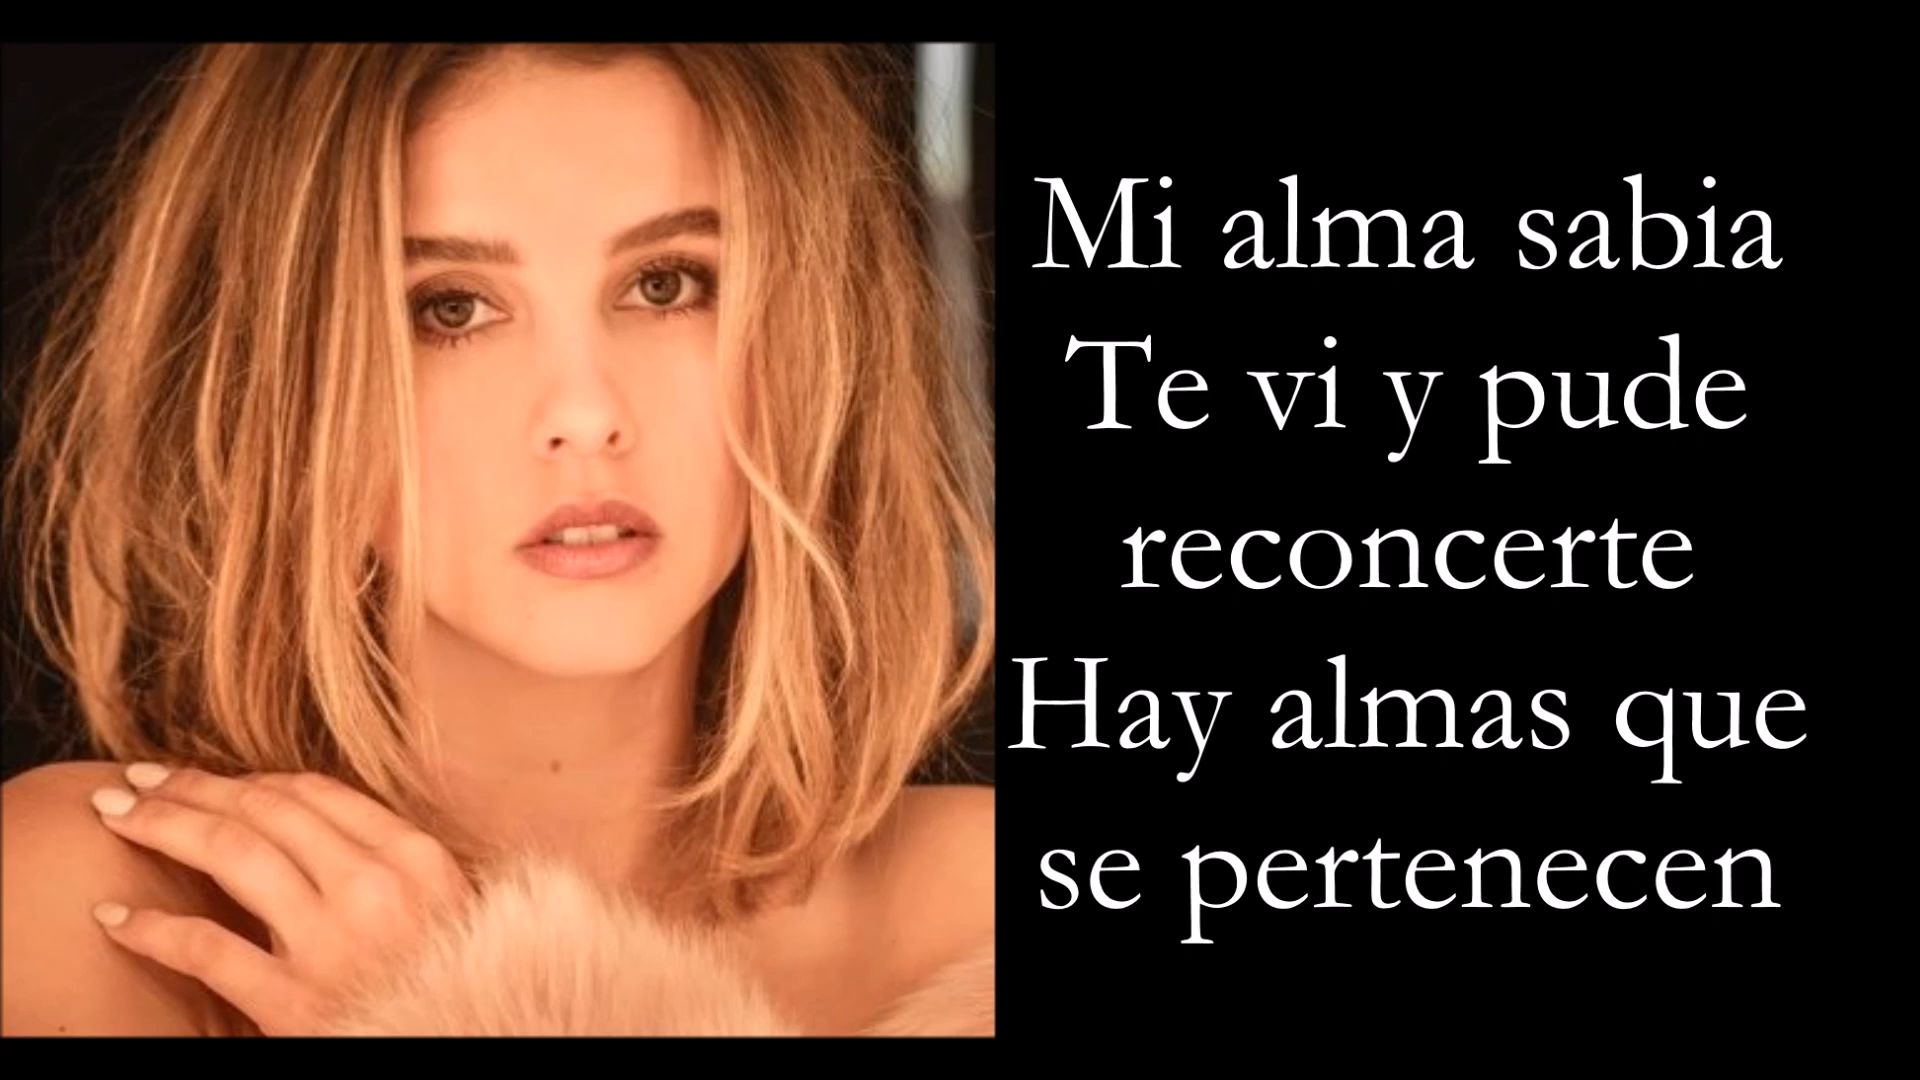 Mi alma sabia
Te vi y pude
reconcerte
Hay almas que
se pertenecen